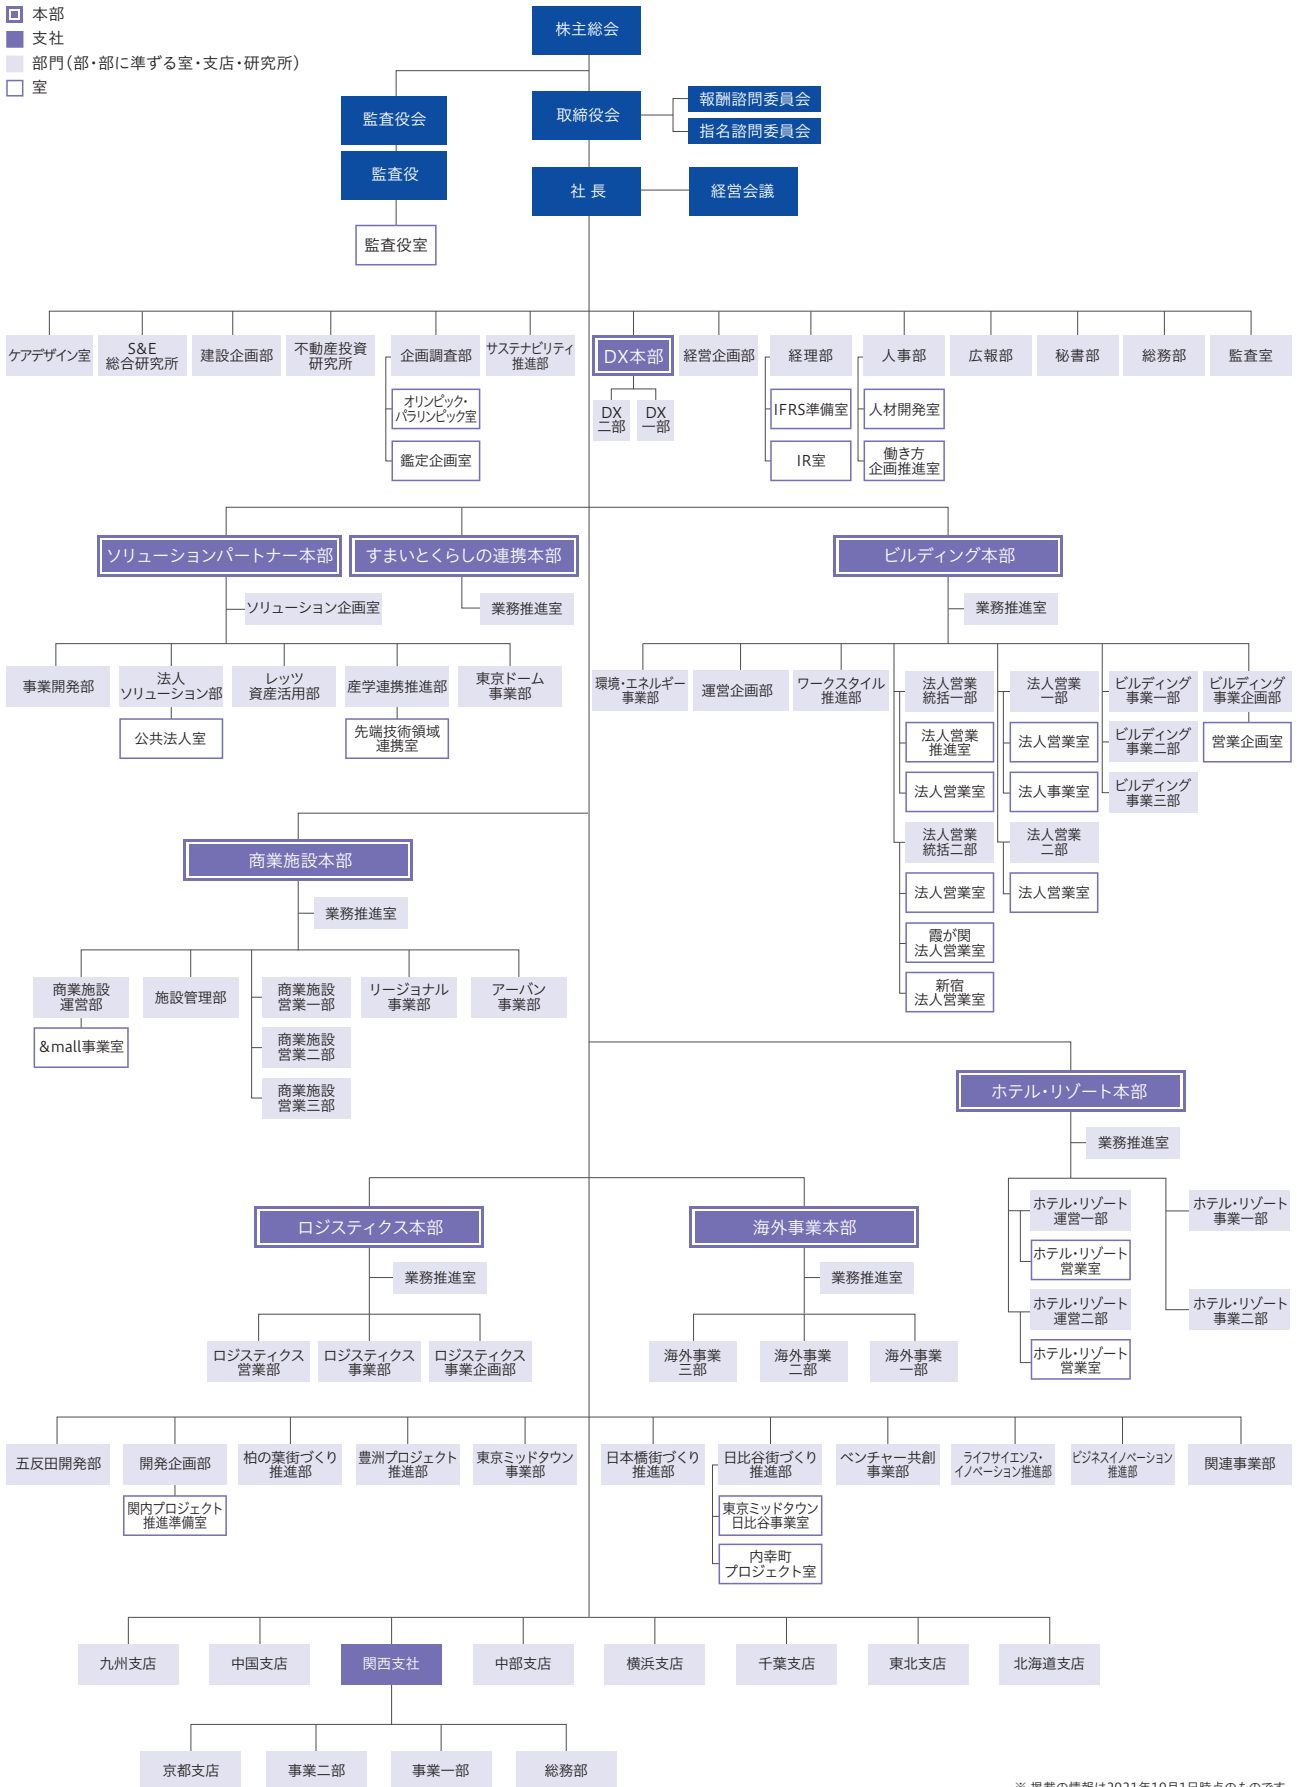 本部
支社
部門（部・部に準ずる室・支店・研究所）
室
株主総会
監査役会
取締役会
報酬諮問委員会
指名諮問委員会
監査役
社 長
経営会議
監査役室
ケアデザイン室
S&E
総合研究所
建設企画部
不動産投資
研究所
企画調査部
オリンピック・
パラリンピック室
鑑定企画室
サステナビリティ
推進部
DX本部
DX
二部
DX
一部
経営企画部
経理部
IFRS準備室
IR室
人事部
人材開発室
働き方
企画推進室
広報部
秘書部
総務部
監査室
ソリューションパートナー本部
ソリューション企画室
事業開発部
法人
ソリューション部
公共法人室
レッツ
資産活用部
産学連携推進部
先端技術領域
連携室
東京ドーム
事業部
すまいとくらしの連携本部
業務推進室
ビルディング本部
業務推進室
環境・エネルギー
事業部
運営企画部
ワークスタイル
推進部
法人営業
統括一部
法人営業
推進室
法人営業室
法人営業
統括二部
法人営業室
霞が関
法人営業室
新宿
法人営業室
法人営業
一部
法人営業室
法人事業室
法人営業
二部
法人営業室
ビルディング
事業一部
ビルディング
事業二部
ビルディング
事業三部
ビルディング
事業企画部
営業企画室
商業施設本部
業務推進室
商業施設
運営部
&mall事業室
施設管理部
商業施設
営業一部
商業施設
営業二部
商業施設
営業三部
リージョナル
事業部
アーバン
事業部
ホテル・リゾート本部
業務推進室
ホテル・リゾート
運営一部
ホテル・リゾート
営業室
ホテル・リゾート
運営二部
ホテル・リゾート
営業室
ホテル・リゾート
事業一部
ホテル・リゾート
事業二部
ロジスティクス本部
業務推進室
ロジスティクス
営業部
ロジスティクス
事業部
ロジスティクス
事業企画部
海外事業本部
業務推進室
海外事業
三部
海外事業
二部
海外事業
一部
五反田開発部
開発企画部
関内プロジェクト
推進準備室
柏の葉街づくり
推進部
豊洲プロジェクト
推進部
東京ミッドタウン
事業部
日本橋街づくり
推進部
日比谷街づくり
推進部
東京ミッドタウン
日比谷事業室
内幸町
プロジェクト室
ベンチャー共創
事業部
ライフサイエンス・
イノベーション推進部
ビジネスイノベーション
推進部
関連事業部
九州支店
中国支店
関西支社
中部支店
横浜支店
千葉支店
東北支店
北海道支店
京都支店
事業二部
事業一部
総務部
※ 掲載の情報は2021年10月1日時点のものです